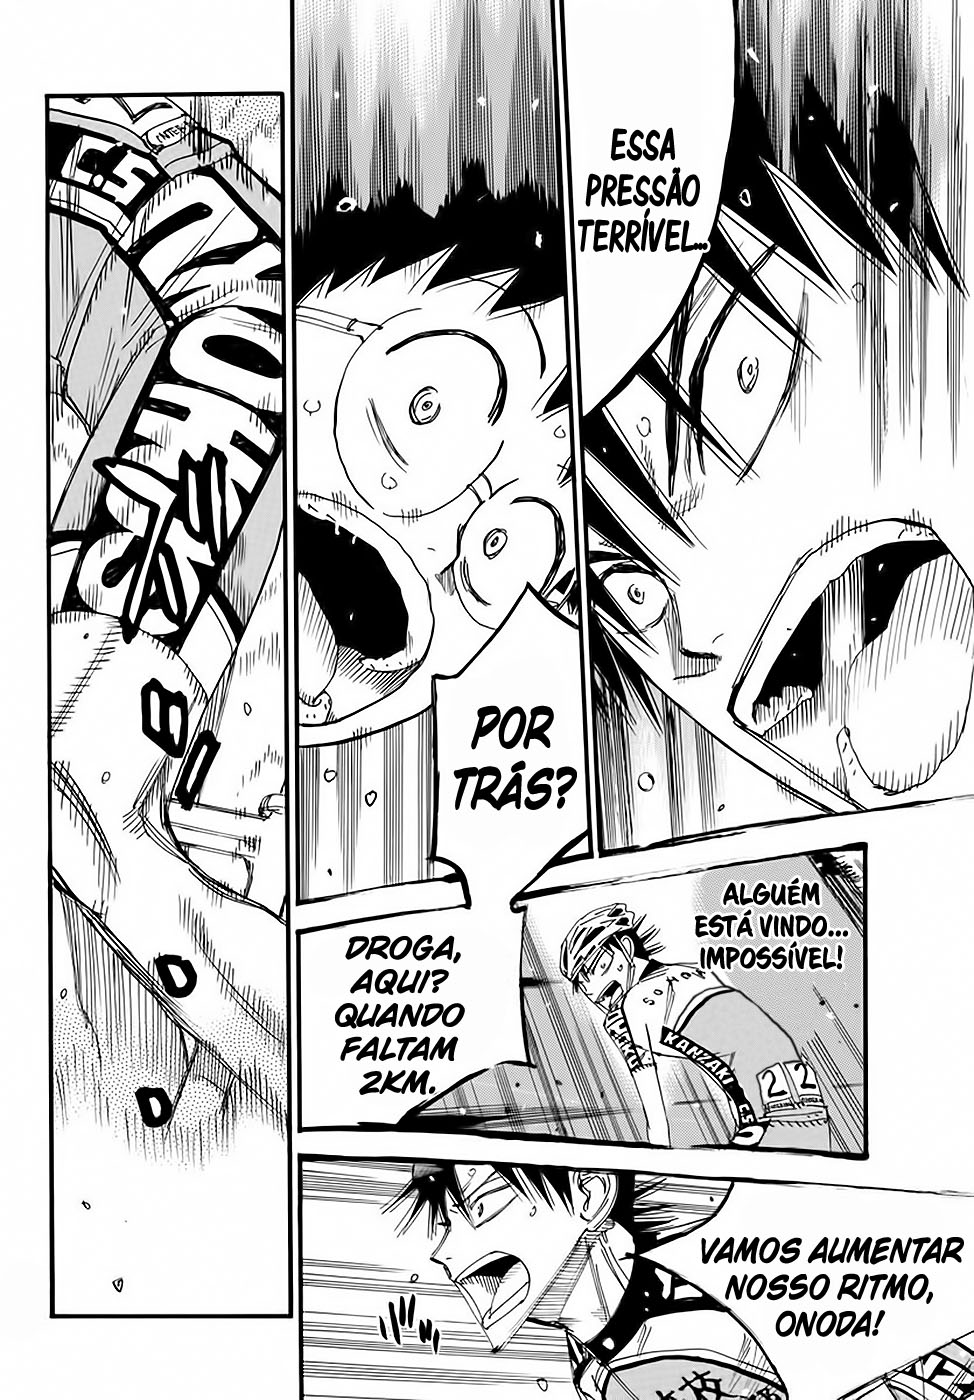 ESSA
PRESSÃO
TERRÍVEL...
POR
TRÁS?
ALGUÉM
ESTÁ VINDO...
IMPOSSÍVEL!
DROGA,
AQUI?
QUANDO
FALTAM
2KM.
KANZAKI
22
VAMOS AUMENTAR
NOSSO RITMO,
ONODA!